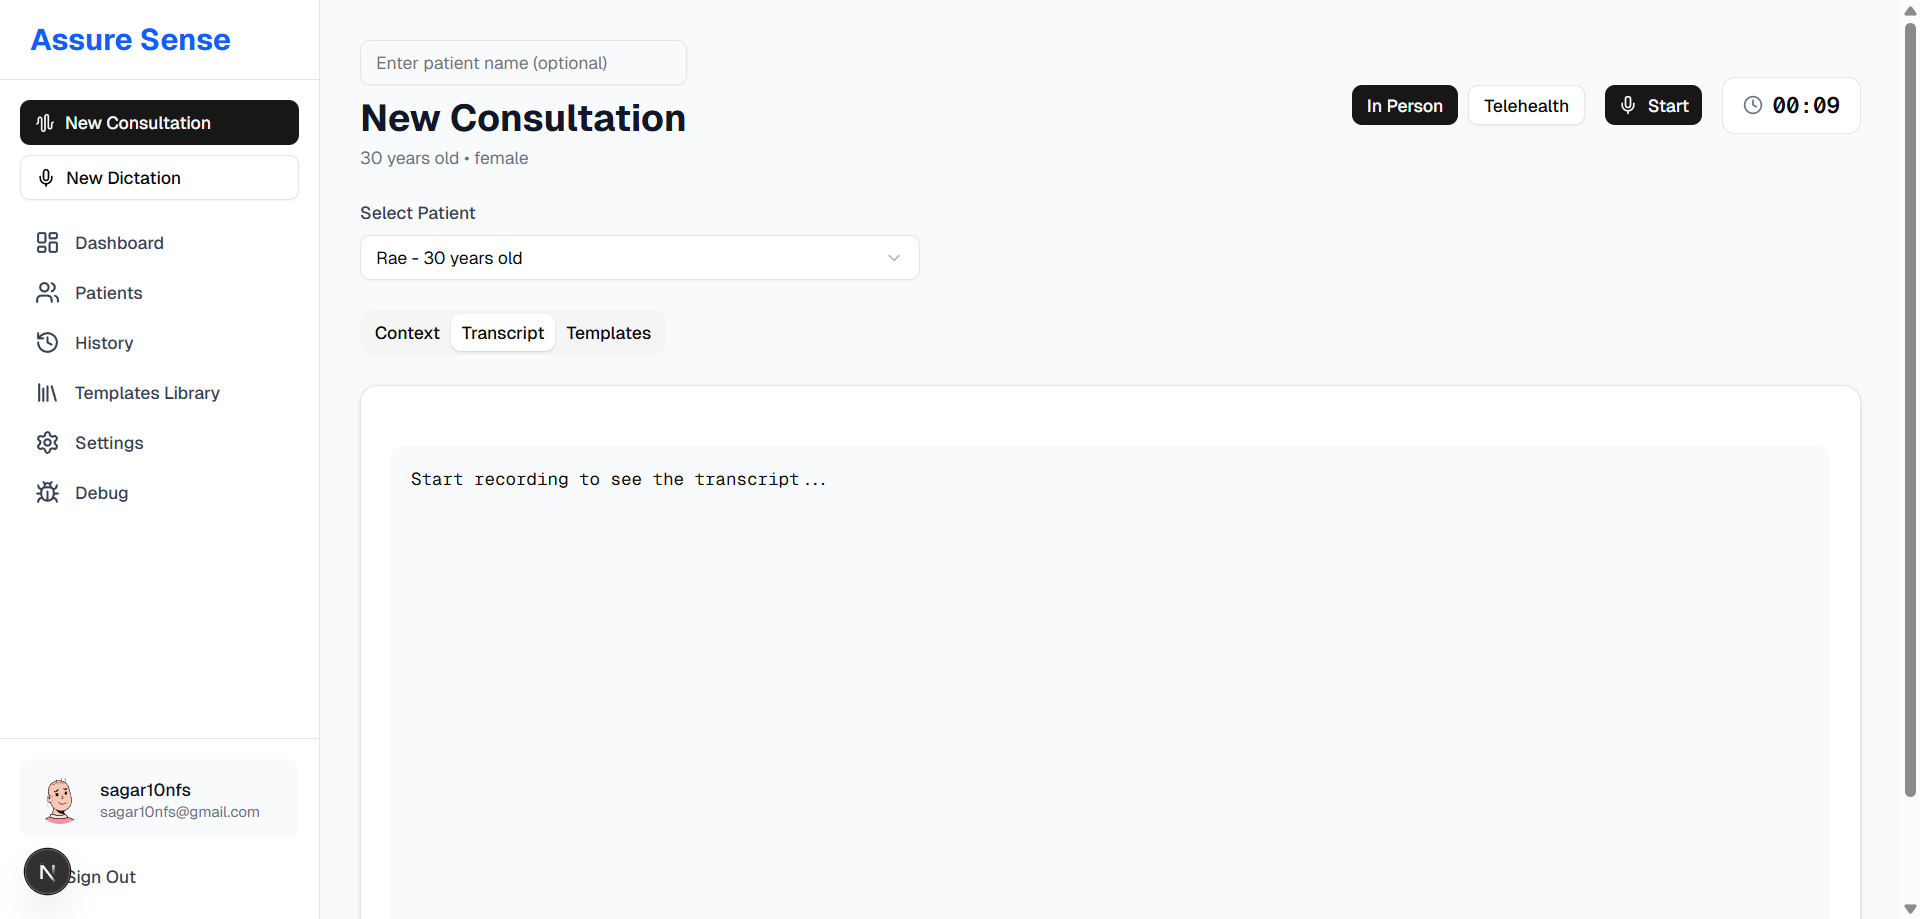 Assure Sense
New Consultation
New Dictation
Dashboard
Patients
History
Templates Library
Settings
Debug
sagar10nfs
sagar10nfs@gmail.com
N
Sign Out
Enter patient name (optional)
New Consultation
30 years old • female
In Person
Telehealth
Start
00:09
Select Patient
Rae - 30 years old
Context
Transcript
Templates
Start recording to see the transcript...